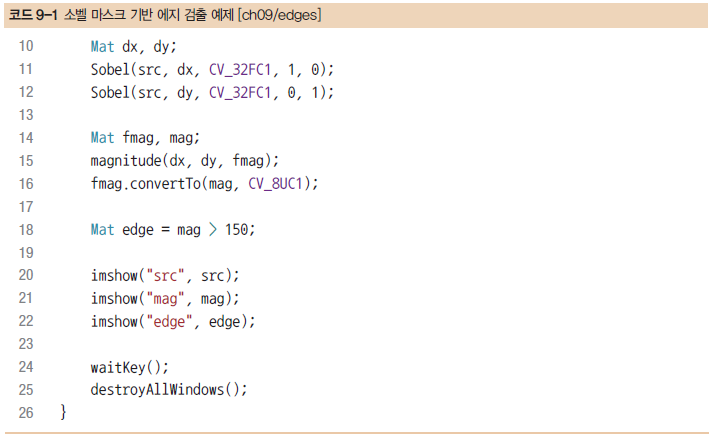 코드 9-1 소벨 마스크 기반 에지 검출 예제 [ch09/edges]
10 Mat dx, dy;
11 Sobel(src, dx, CV_32FC1, 1, 0);
12 Sobel(src, dy, CV_32FC1, 0, 1);
13
14 Mat fmag, mag;
15 magnitude(dx, dy, fmag);
16 fmag.convertTo(mag, CV_8UC1);
17
18 Mat edge = mag > 150;
19
20 imshow("src", src);
21 imshow("mag", mag);
22 imshow("edge", edge);
23
24 waitKey();
25 destroyAllWindows();
26 }